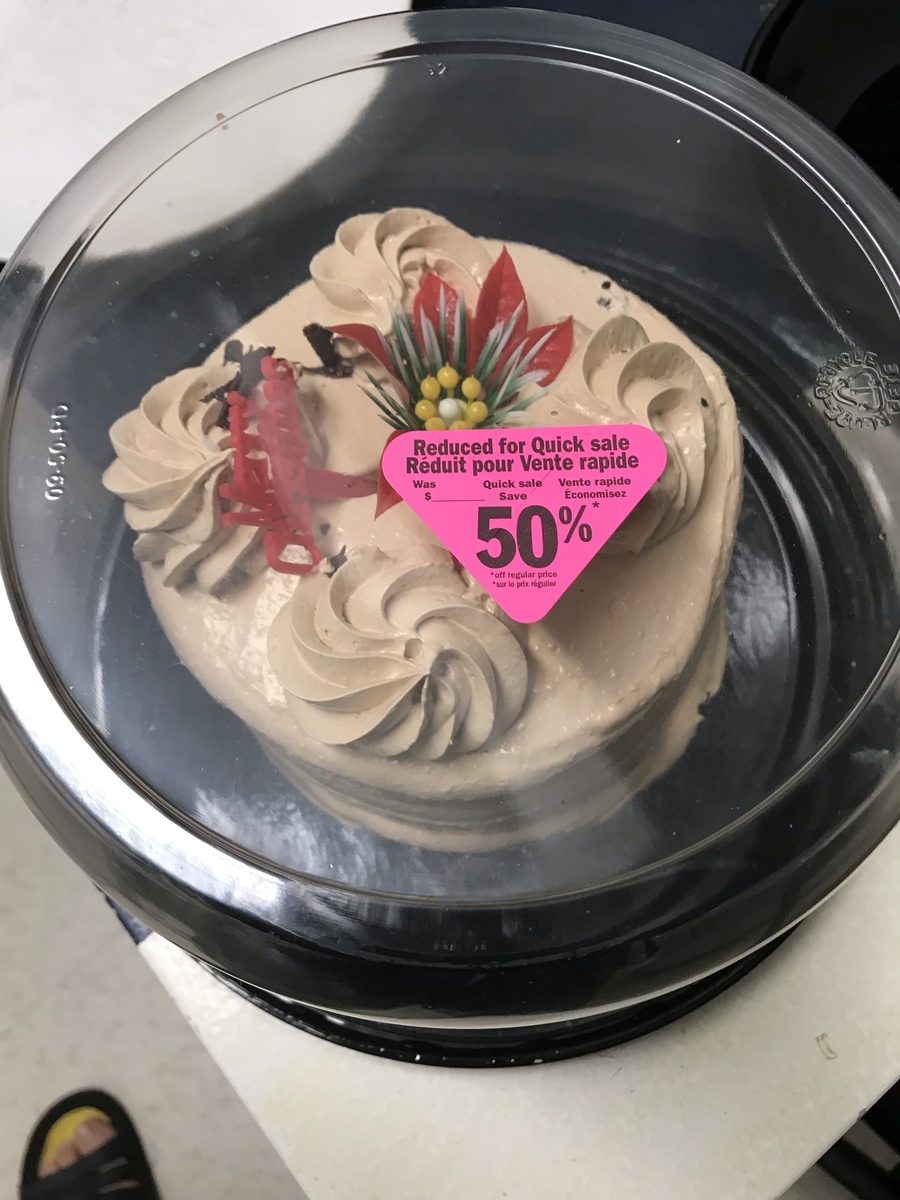 Reduced for Quick sale
Réduit pour Vente rapide
Was Quick sale Vente rapide
$______ Save Économisez
50%*
*off regular price
*sur le prix régulier